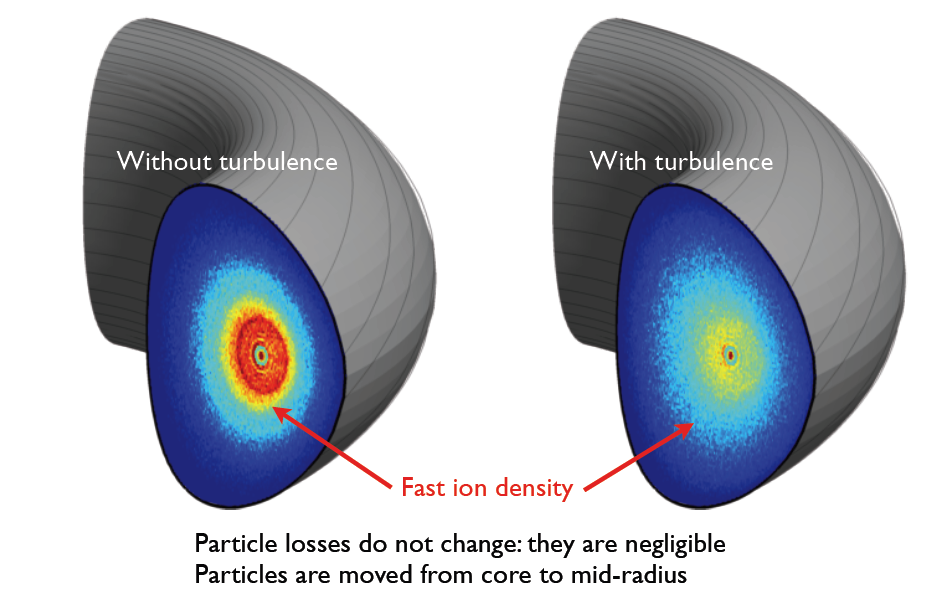 Without turbulence
With turbulence
Fast ion density
Particle losses do not change: they are negligible
Particles are moved from core to mid-radius